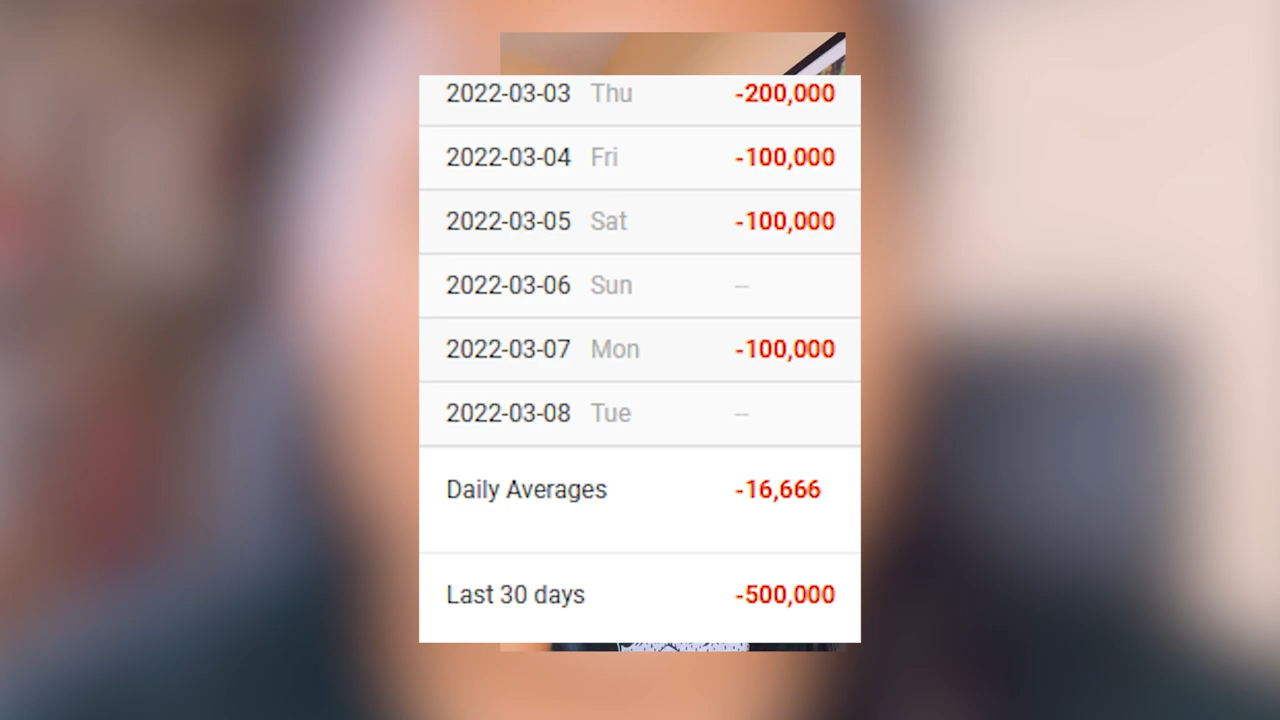 2022-03-03 Thu -200,000
2022-03-04 Fri -100,000
2022-03-05 Sat -100,000
2022-03-06 Sun --
2022-03-07 Mon -100,000
2022-03-08 Tue --
Daily Averages -16,666
Last 30 days -500,000